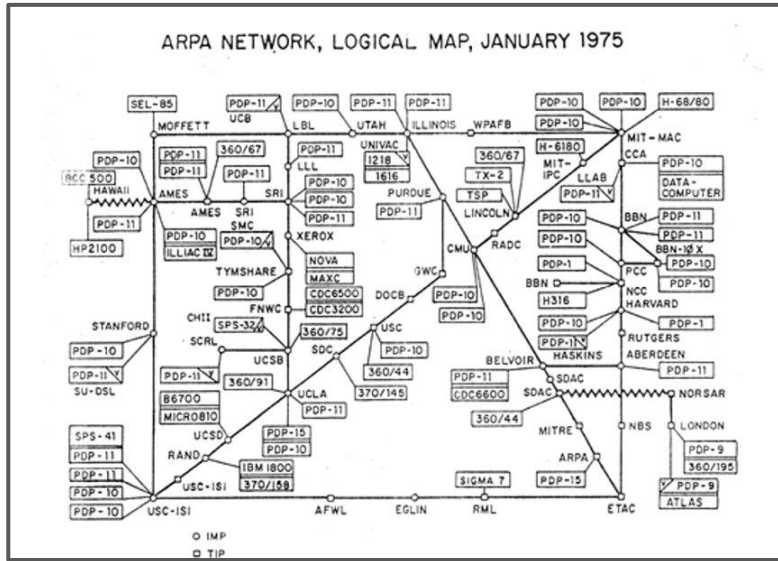 ARPA NETWORK, LOGICAL MAP, JANUARY 1975
SEL-85
PDP-11
UCB
PDP-10
PDP-11
PDP-11
PDP-10
PDP-10
PDP-10
H-68/80
MOFFETT
LBL
UTAH
ILLINOIS
WPAFB
MIT-MAC
PDP-10
PDP-11
PDP-11
360/67
PDP-11
LLL
UNIVAC
1218
1616
360/67
TX-2
TSP
H-6180
MIT-
IPC
LLAB
PDP-11
CCA
PDP-10
DATA-
COMPUTER
BCC 500
HAWAII
AMES
AMES
PDP-11
SRI
SRI
PDP-10
PDP-10
PDP-11
PURDUE
PDP-11
LINCOLN
RADC
PDP-10
PDP-10
BBN
PDP-11
PDP-11
PDP-11
HP2100
PDP-10
ILLIAC IV
SMC
PDP-10
XEROX
NOVA
MAXC
CMU
GWC
BBN-10X
PDP-10
PDP-10
PCC
PDP-1
BBN
H316
NCC
TYMSHARE
PDP-10
CDC6500
CDC3200
FNWC
DOCB
PDP-10
PDP-10
HARVARD
PDP-10
PDP-11
PDP-1
STANFORD
PDP-10
PDP-11
SU-DSL
CHII
SPS-32
SCRL
UCSB
360/75
USC
PDP-10
360/44
SDC
370/145
RUTGERS
BELVOIR
HASKINS
ABERDEEN
PDP-11
PDP-11
360/91
UCLA
PDP-11
PDP-11
CDC6600
SDAC
SDAC
360/44
NORSAR
B6700
MICRO810
UCSD
PDP-15
PDP-10
MITRE
NBS
LONDON
PDP-9
360/195
SPS-41
PDP-11
PDP-11
PDP-10
PDP-10
RAND
USC-ISI
IBM 1800
370/158
SIGMA 7
ARPA
PDP-15
PDP-9
ATLAS
USC-ISI
AFWL
EGLIN
RML
ETAC
IMP
TIP